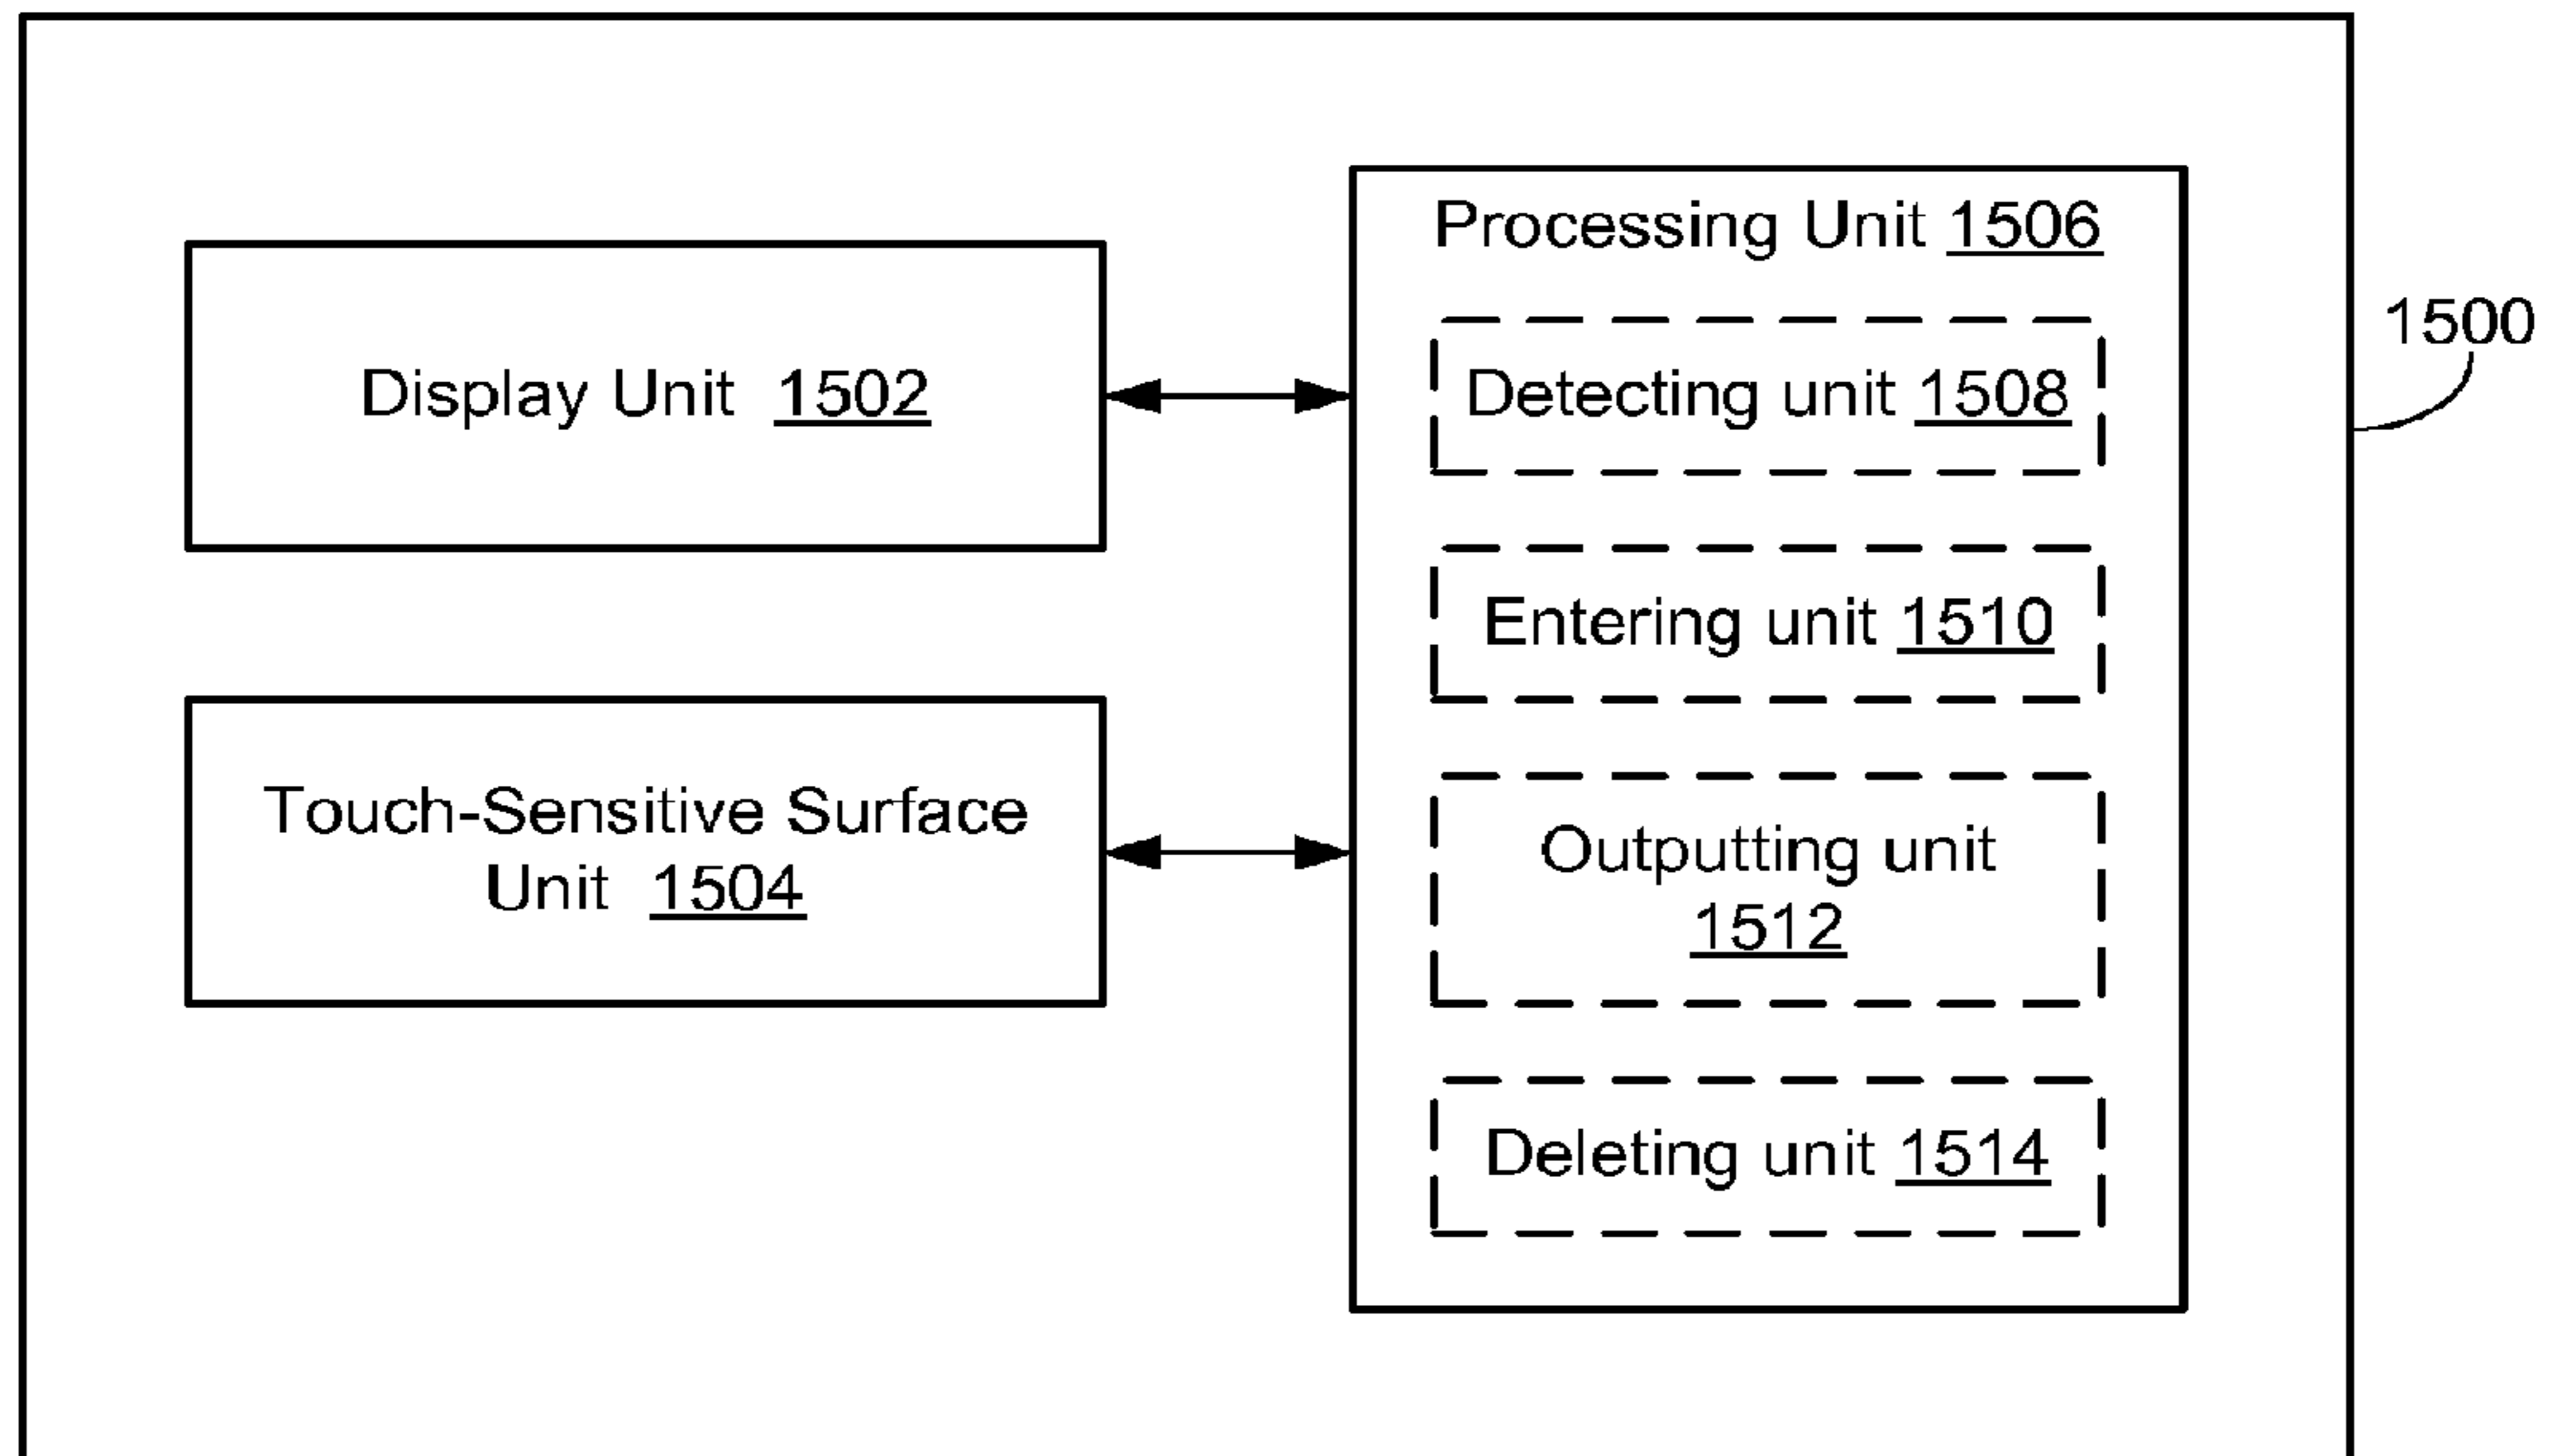 Processing Unit 1506
Display Unit 1502
Detecting unit 1508
1500
Entering unit 1510
Touch-Sensitive Surface
Unit 1504
Outputting unit
1512
Deleting unit 1514